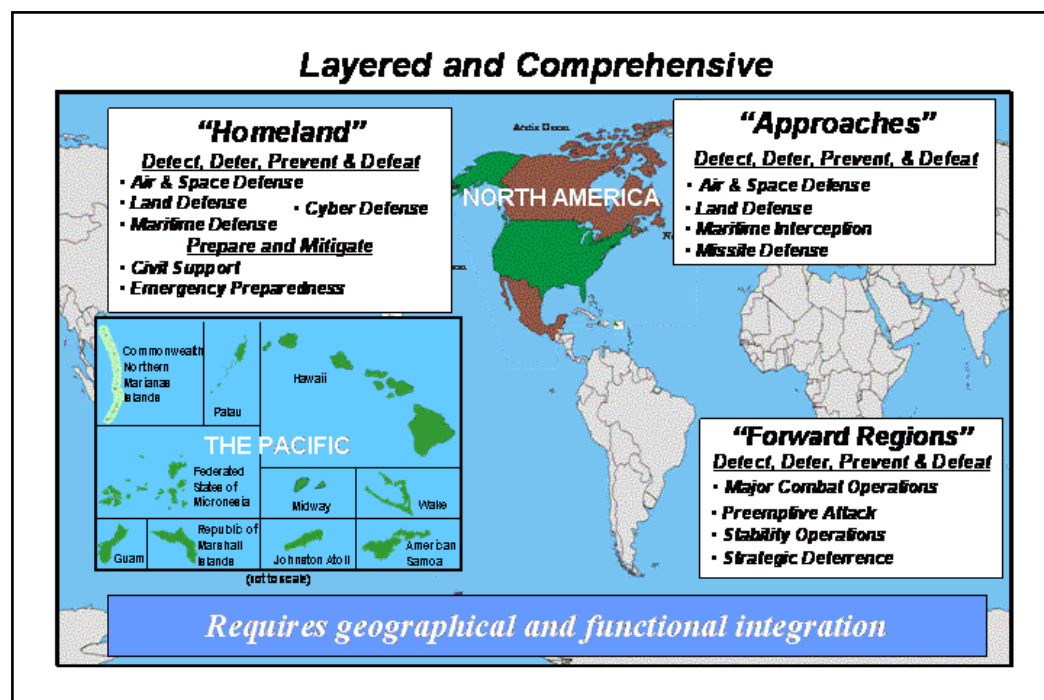 Layered and Comprehensive
“Homeland”
Detect, Deter, Prevent & Defeat
· Air & Space Defense
· Land Defense
· Cyber Defense
· Maritime Defense
Prepare and Mitigate
· Civil Support
· Emergency Preparedness
Arctic Ocean
NORTH AMERICA
“Approaches”
Detect, Deter, Prevent, & Defeat
· Air & Space Defense
· Land Defense
· Maritime Interception
· Missile Defense
Commonwealth
Northern
Marianas
Islands
Palau
Hawaii
THE PACIFIC
Federated
States of
Micronesia
Midway
Wake
Guam
Republic of
Marshall
Islands
Johnston Atoll
American
Samoa
(not to scale)
“Forward Regions”
Detect, Deter, Prevent & Defeat
· Major Combat Operations
· Preemptive Attack
· Stability Operations
· Strategic Deterrence
Requires geographical and functional integration